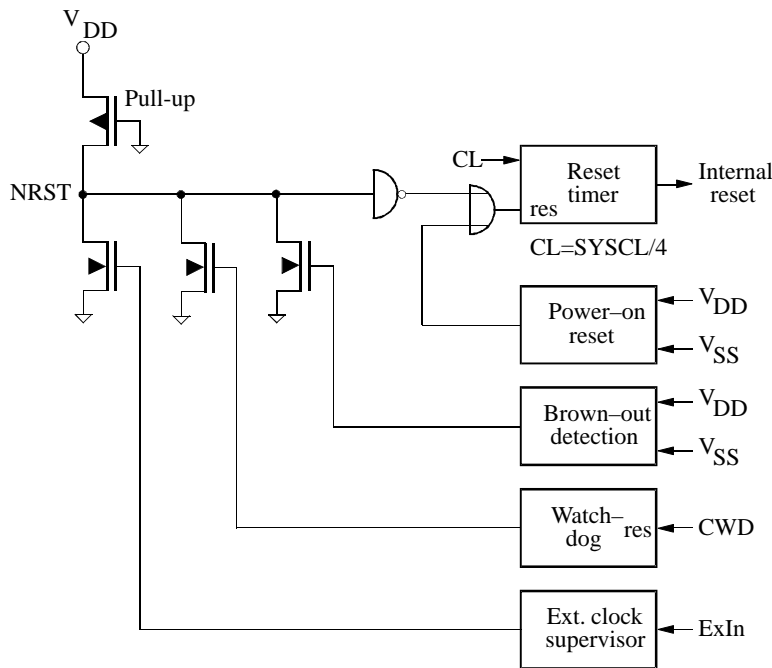 V
DD
Pull-up
NRST
CL
Reset
timer
res
Internal
reset
CL=SYSCL/4
Power–on
reset
V
DD
V
SS
Brown–out
detection
V
DD
V
SS
Watch–
dog
res
CWD
Ext. clock
supervisor
ExIn